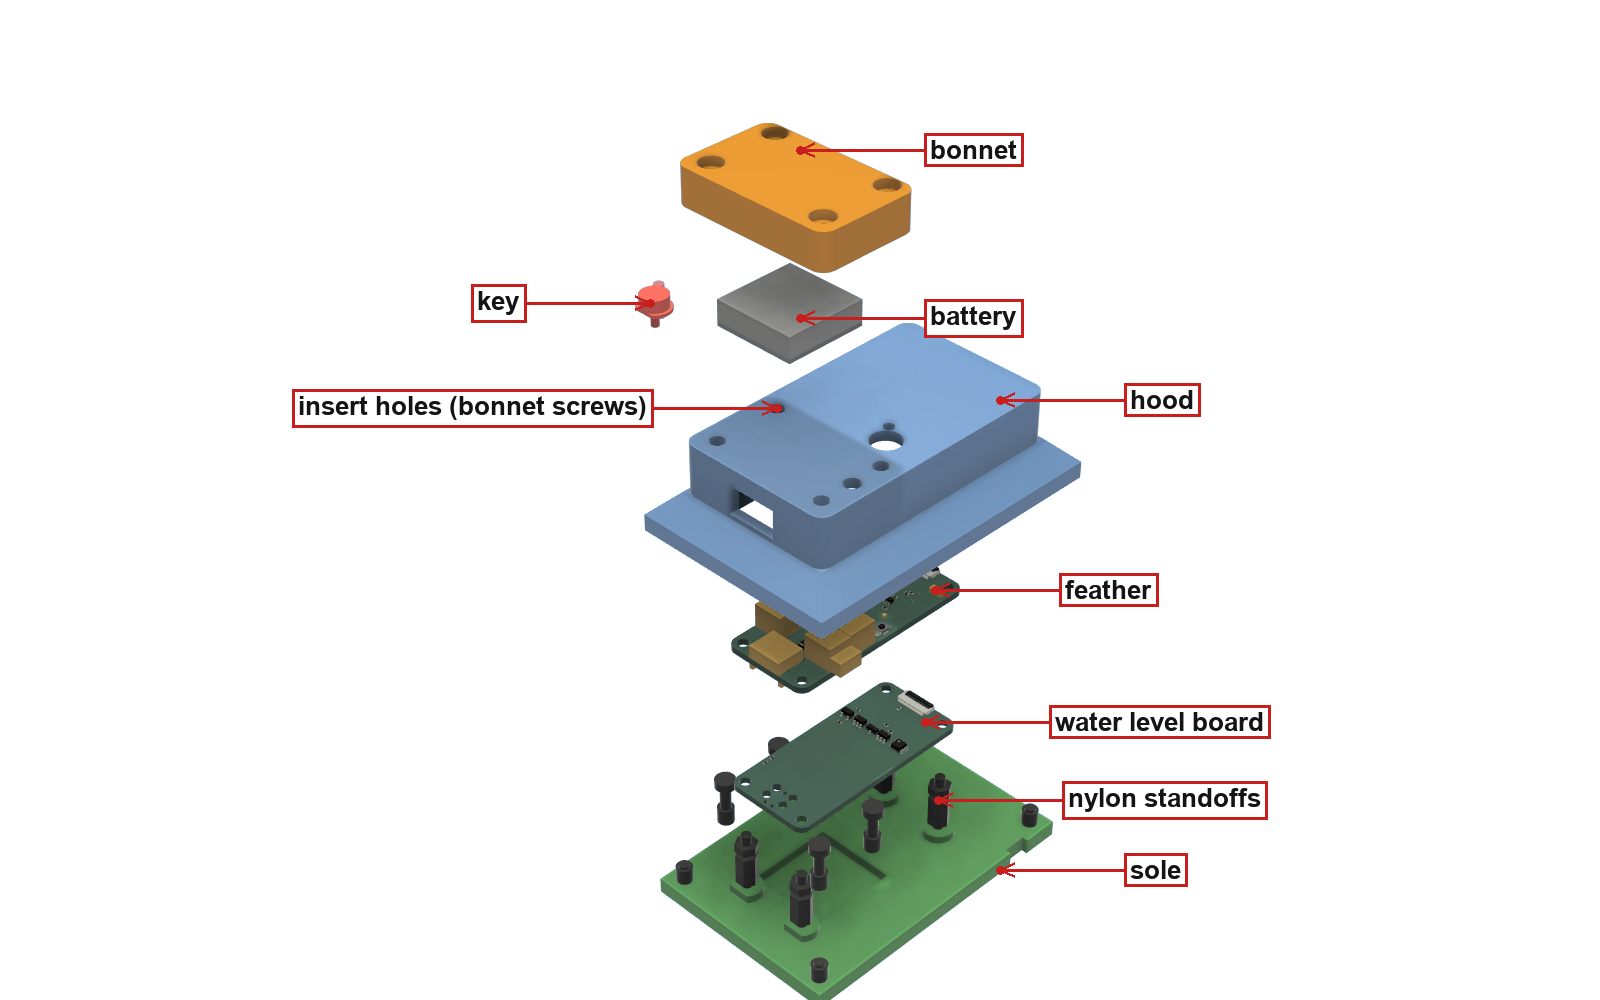 bonnet
key
battery
insert holes (bonnet screws)
hood
feather
water level board
nylon standoffs
sole